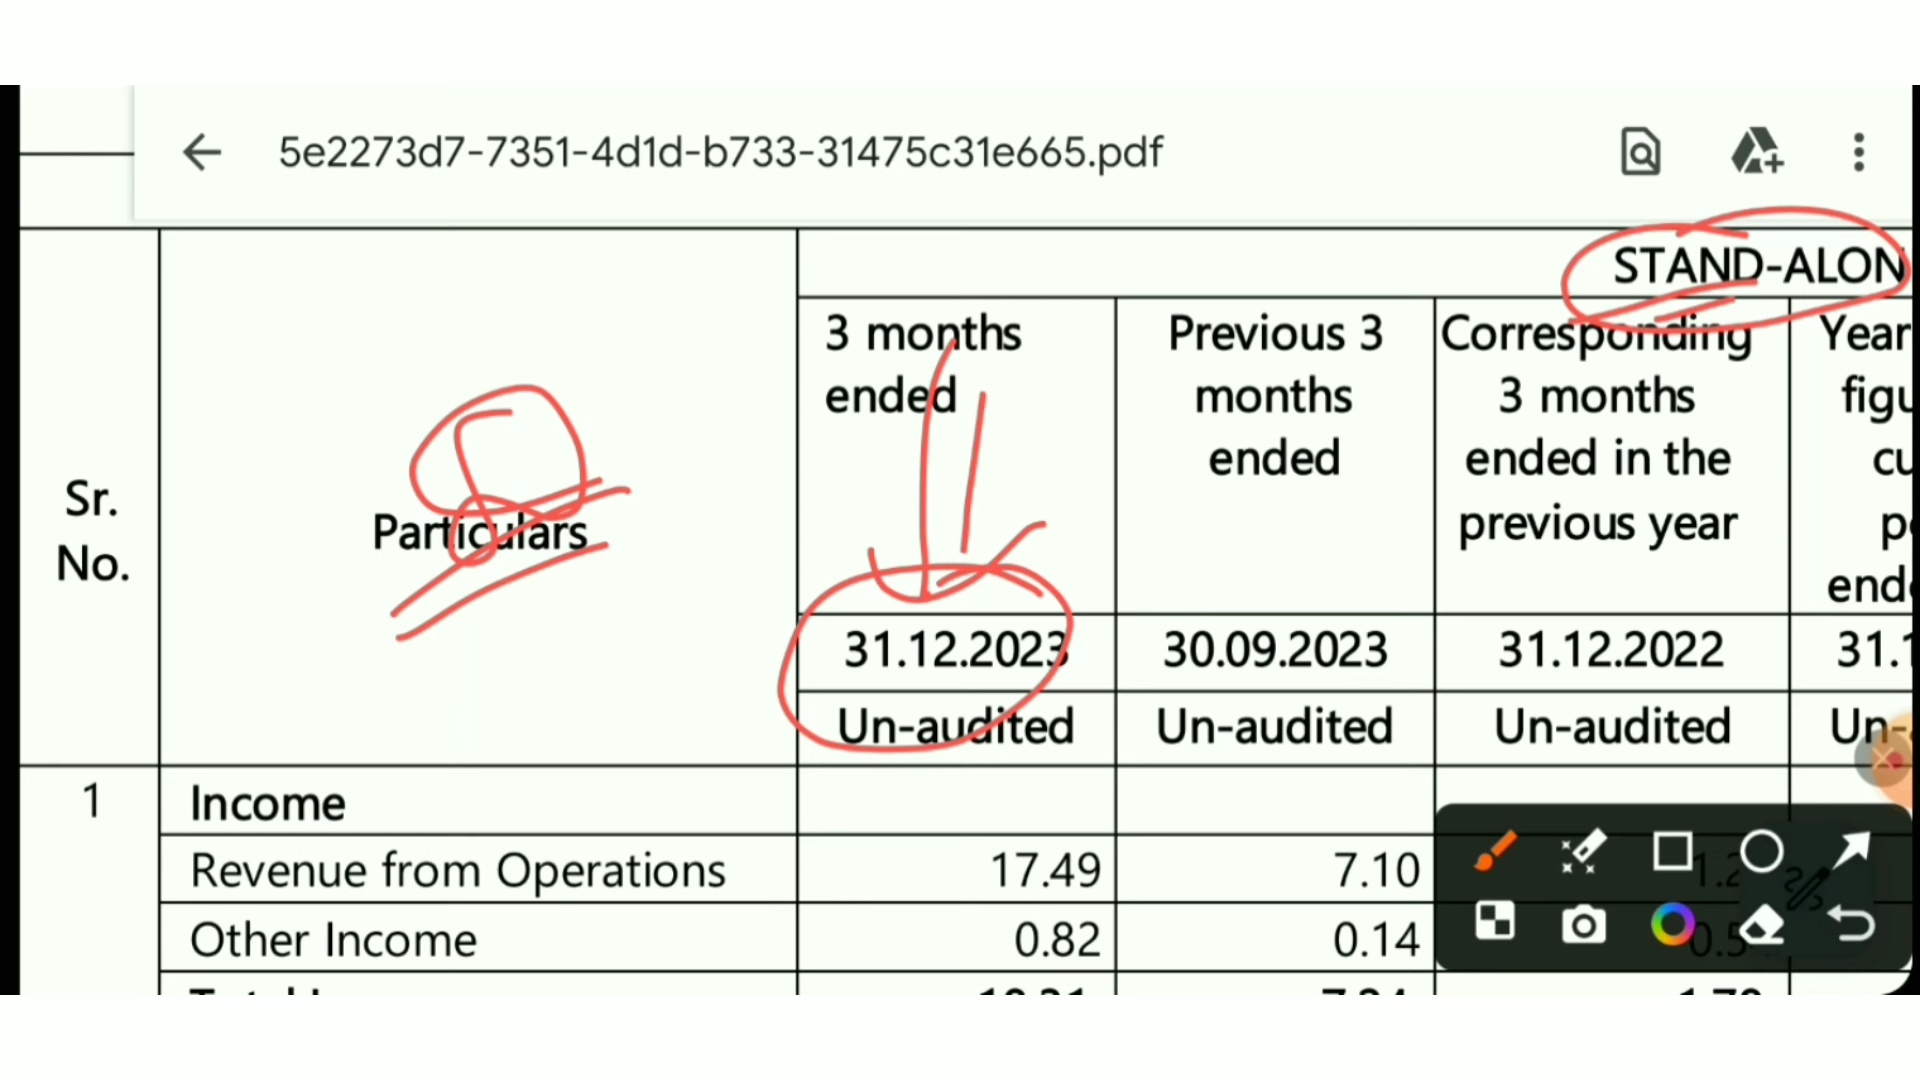 5e2273d7-7351-4d1d-b733-31475c31e665.pdf
STAND-ALON
Sr. No.
Particulars
3 months ended
Previous 3 months ended
Corresponding 3 months ended in the previous year
Year
31.12.2023
30.09.2023
31.12.2022
Un-audited
Un-audited
Un-audited
1
Income
Revenue from Operations
17.49
7.10
Other Income
0.82
0.14